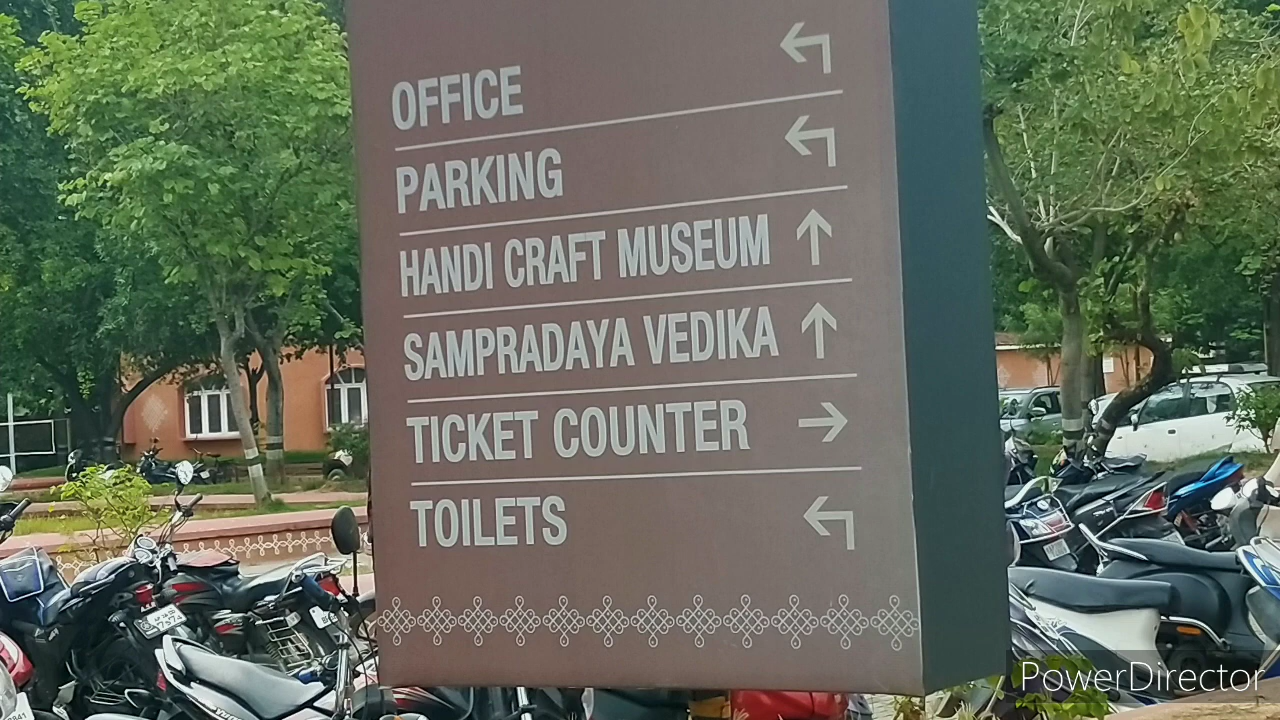 OFFICE
PARKING
HANDI CRAFT MUSEUM
SAMPRADAYA VEDIKA
TICKET COUNTER
TOILETS
PowerDirector